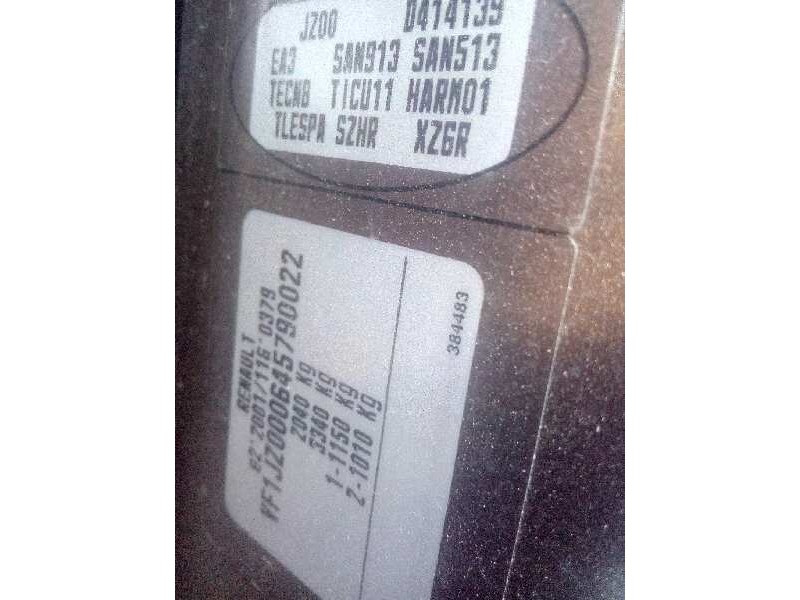 JZ00 D414139
EA3 SAN913 SAN513
TECNB TICU11 HARM01
TLESPA SZHR XZ6R
RENAULT
e2*2001/116*0379
VF1JZ000645790022
2040 kg
3340 kg
1-1150 kg
2-1010 kg
384483